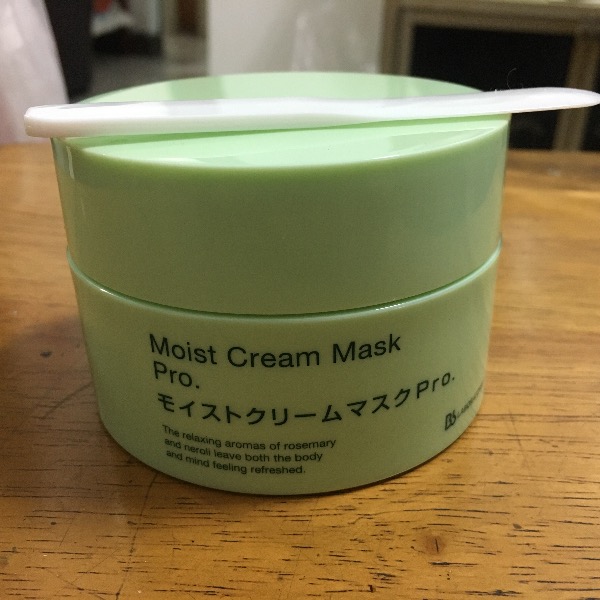 Moist Cream Mask
Pro.
モイストクリームマスクPro.
The relaxing aromas of rosemary
and neroli leave both the body
and mind feeling refreshed.